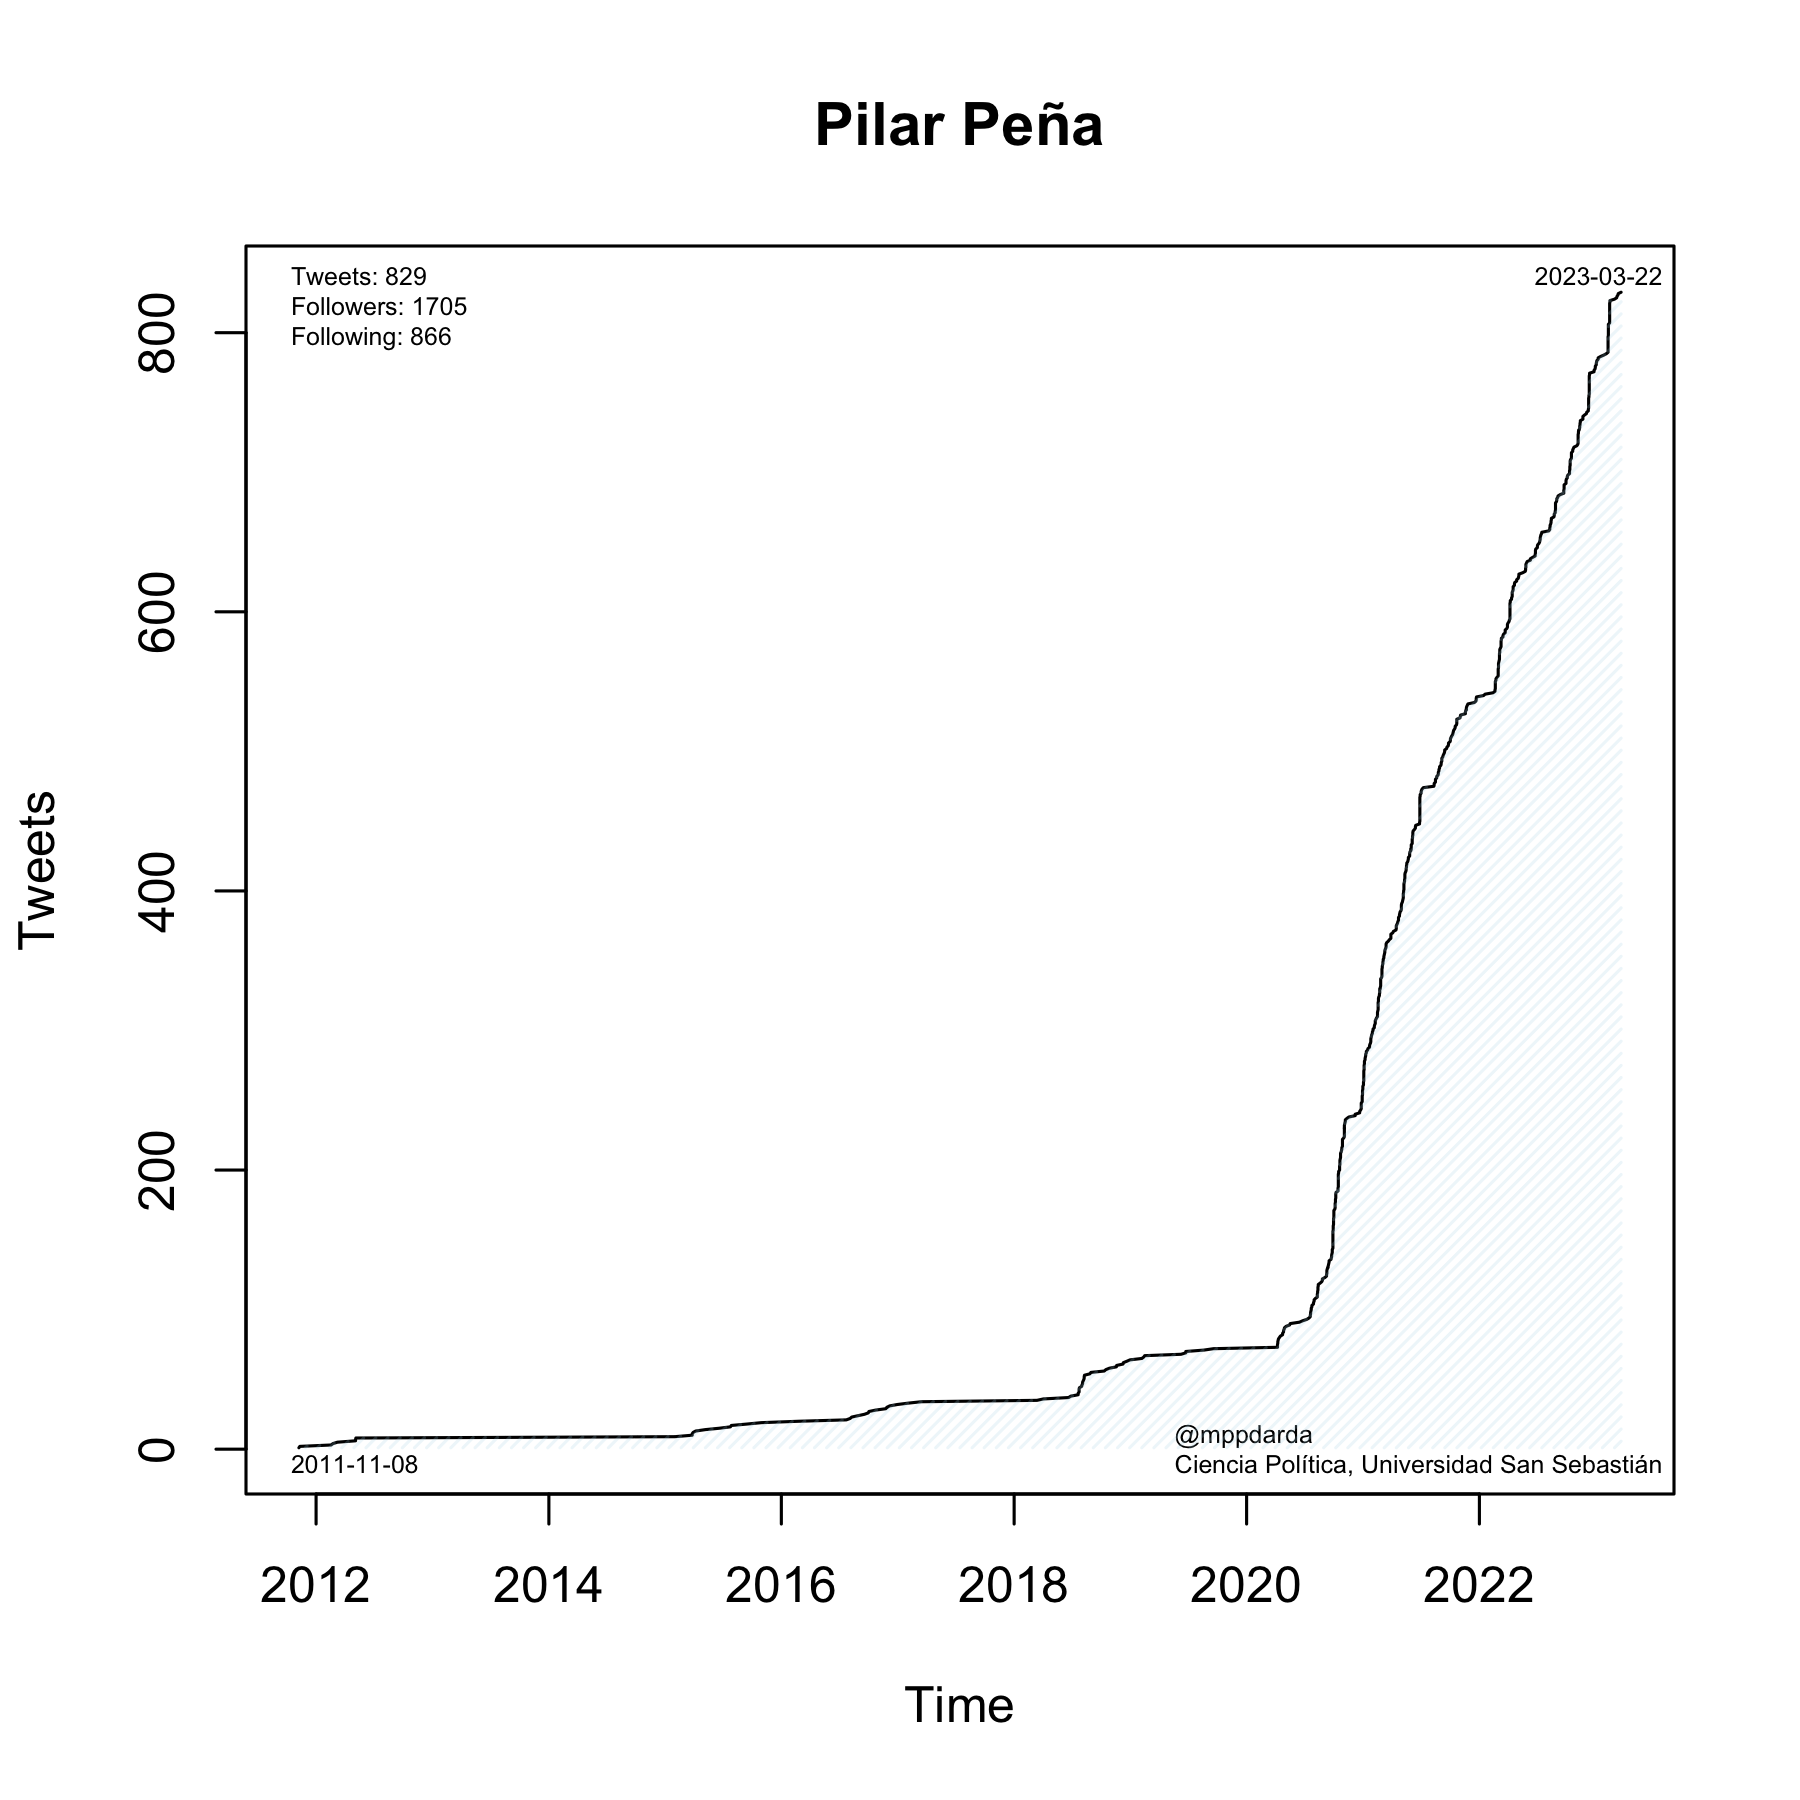 Pilar Peña
Tweets: 829
Followers: 1705
Following: 866
2023-03-22
800
600
400
200
0
Tweets
@mppdarda
Ciencia Política, Universidad San Sebastián
2011-11-08
2012
2014
2016
2018
2020
2022
Time